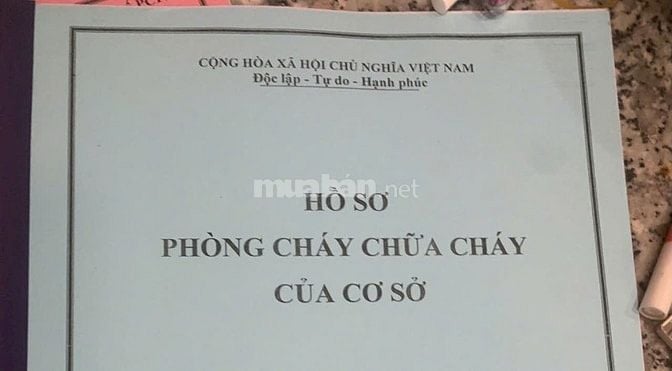 CỘNG HÒA XÃ HỘI CHỦ NGHĨA VIỆT NAM
Độc lập - Tự do - Hạnh phúc
muaban.net
HỒ SƠ
PHÒNG CHÁY CHỮA CHÁY
CỦA CƠ SỞ